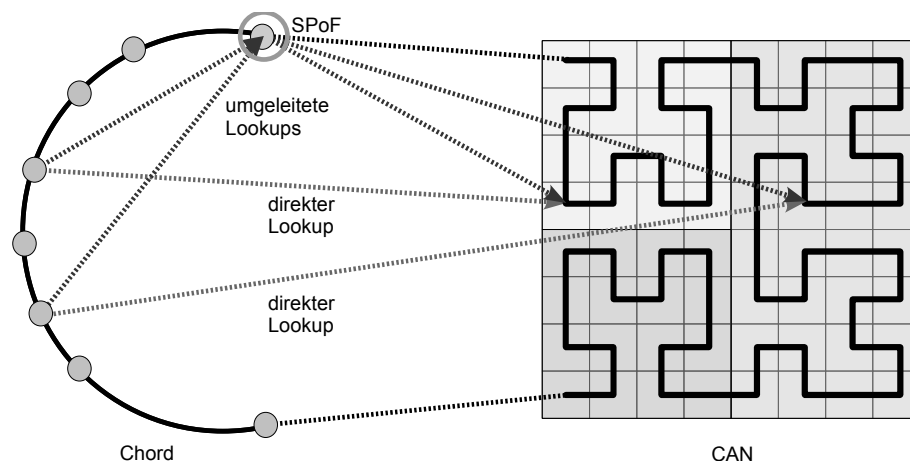 SPoF
umgeleitete
Lookups
direkter
Lookup
direkter
Lookup
Chord
CAN